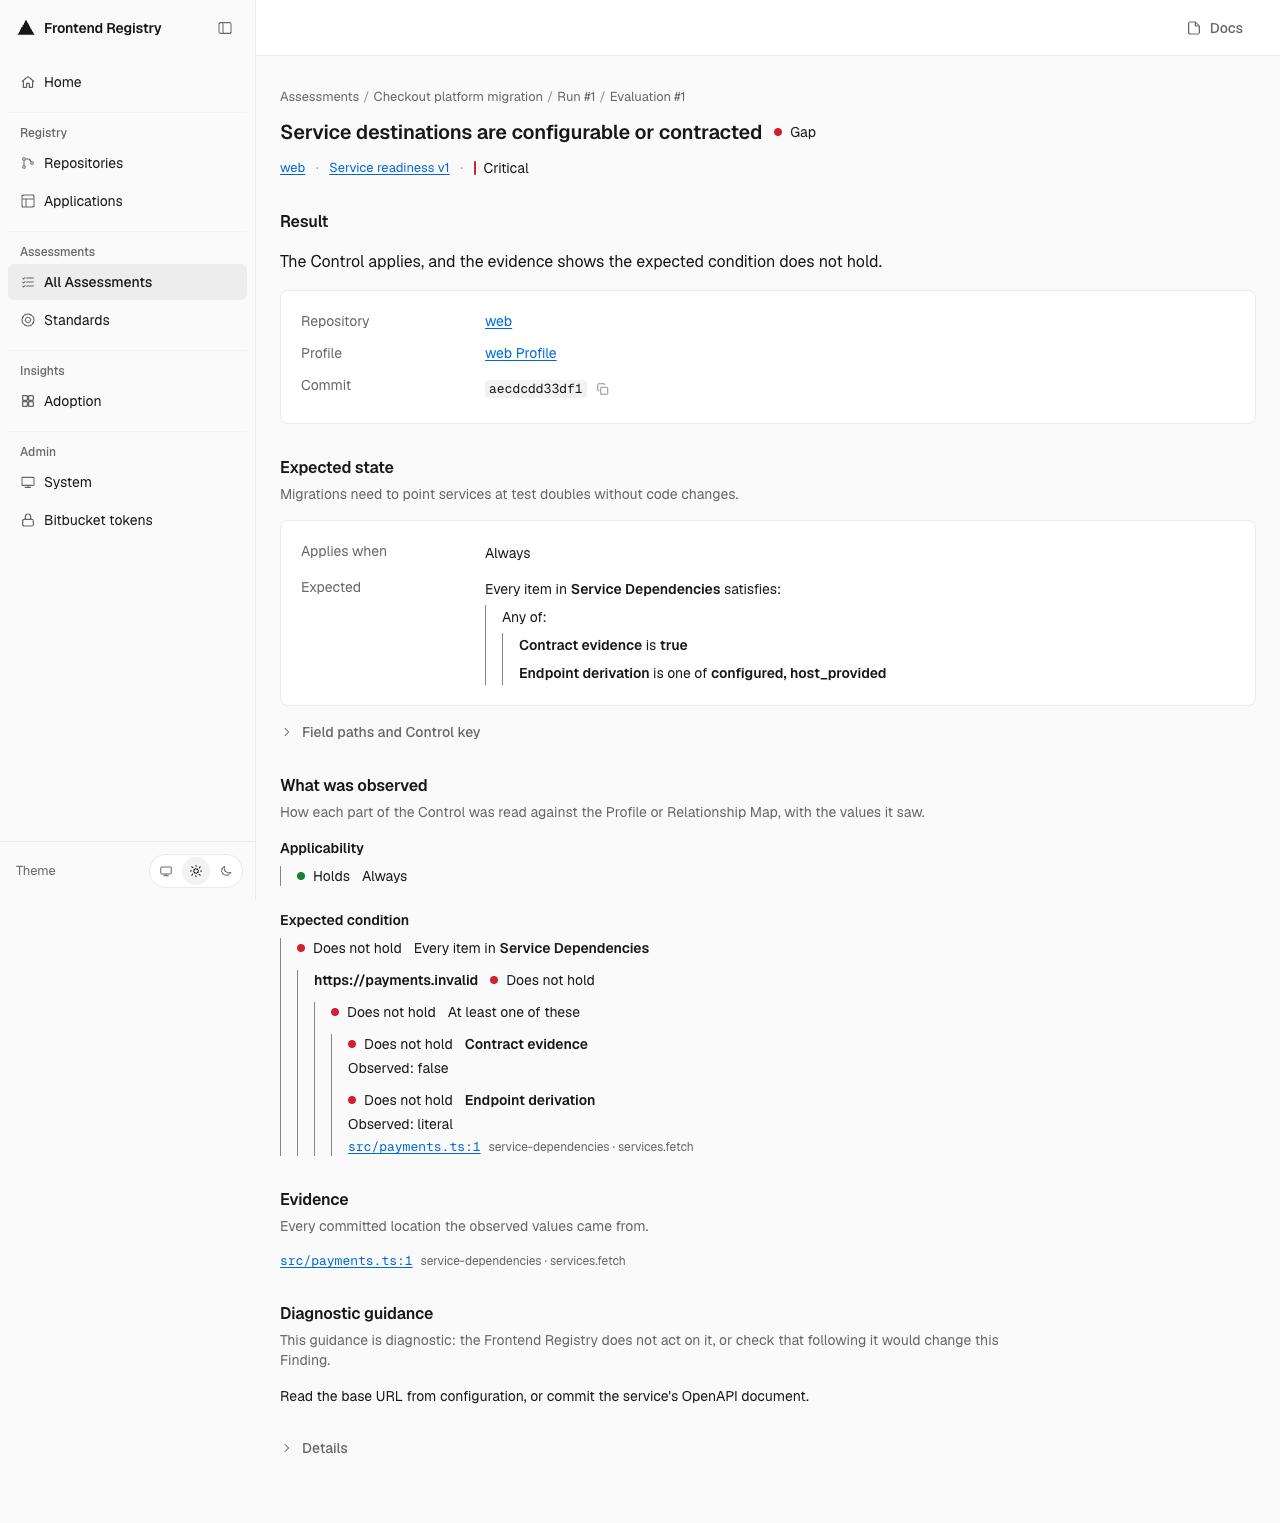 Frontend Registry
Docs
Home
Registry
Repositories
Applications
Assessments
All Assessments
Standards
Insights
Adoption
Admin
System
Bitbucket tokens
Theme
Assessments / Checkout platform migration / Run #1 / Evaluation #1
Service destinations are configurable or contracted Gap
web · Service readiness v1 · Critical
Result
The Control applies, and the evidence shows the expected condition does not hold.
Repository web
Profile web Profile
Commit aecdcdd33df1
Expected state
Migrations need to point services at test doubles without code changes.
Applies when Always
Expected Every item in Service Dependencies satisfies:
Any of:
Contract evidence is true
Endpoint derivation is one of configured, host_provided
Field paths and Control key
What was observed
How each part of the Control was read against the Profile or Relationship Map, with the values it saw.
Applicability
Holds Always
Expected condition
Does not hold Every item in Service Dependencies
https://payments.invalid Does not hold
Does not hold At least one of these
Does not hold Contract evidence
Observed: false
Does not hold Endpoint derivation
Observed: literal
src/payments.ts:1 service-dependencies · services.fetch
Evidence
Every committed location the observed values came from.
src/payments.ts:1 service-dependencies · services.fetch
Diagnostic guidance
This guidance is diagnostic: the Frontend Registry does not act on it, or check that following it would change this
Finding.
Read the base URL from configuration, or commit the service's OpenAPI document.
Details